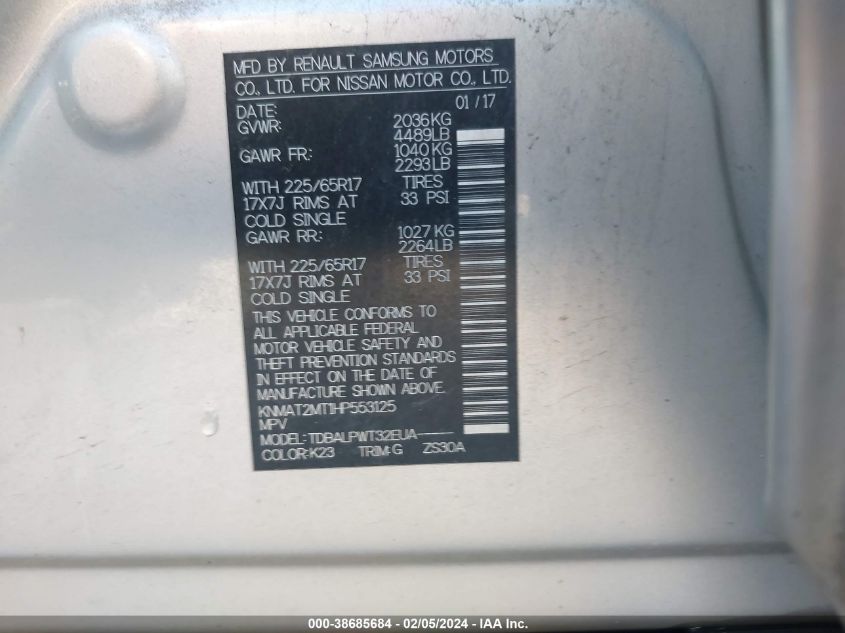 MFD BY RENAULT SAMSUNG MOTORS
CO., LTD. FOR NISSAN MOTOR CO., LTD.
DATE: 01 / 17
GVWR: 2036KG
4489LB
GAWR FR: 1040KG
2293LB
WITH 225/65R17 TIRES
17X7J RIMS AT 33 PSI
COLD SINGLE
GAWR RR: 1027KG
2264LB
WITH 225/65R17 TIRES
17X7J RIMS AT 33 PSI
COLD SINGLE
THIS VEHICLE CONFORMS TO
ALL APPLICABLE FEDERAL
MOTOR VEHICLE SAFETY AND
THEFT PREVENTION STANDARDS
IN EFFECT ON THE DATE OF
MANUFACTURE SHOWN ABOVE.
KNMAT2MT1HP553125
MPV
MODEL: TDBALPWT32EUA
COLOR:K23 TRIM:G ZS30A
000-38685684 - 02/05/2024 - IAA Inc.